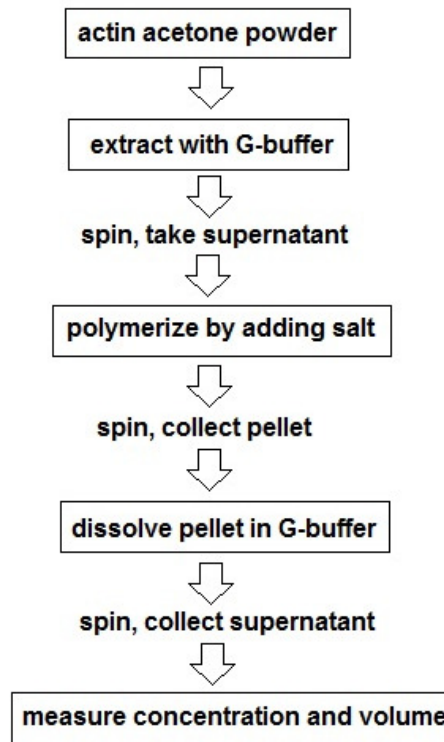 actin acetone powder
extract with G-buffer
spin, take supernatant
polymerize by adding salt
spin, collect pellet
dissolve pellet in G-buffer
spin, collect supernatant
measure concentration and volume